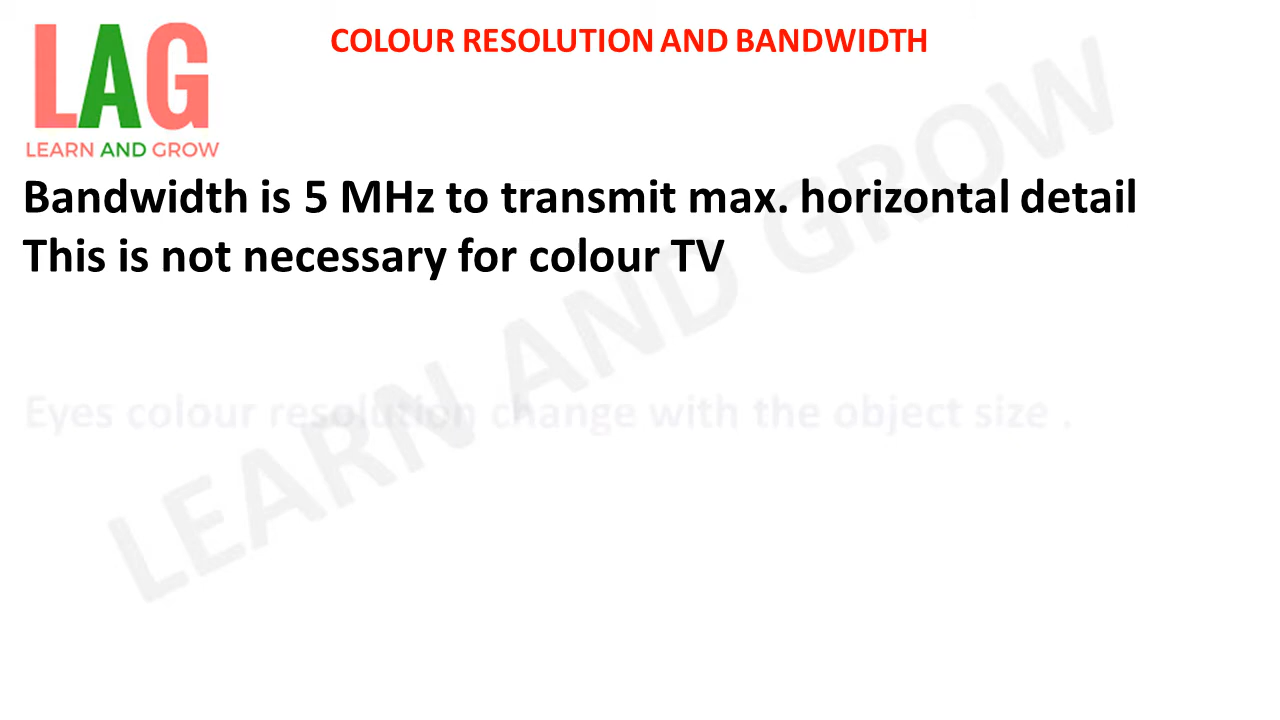 LAG
LEARN AND GROW
COLOUR RESOLUTION AND BANDWIDTH
Bandwidth is 5 MHz to transmit max. horizontal detail
This is not necessary for colour TV
Eyes colour resolution change with the object size .
LEARN AND GROW